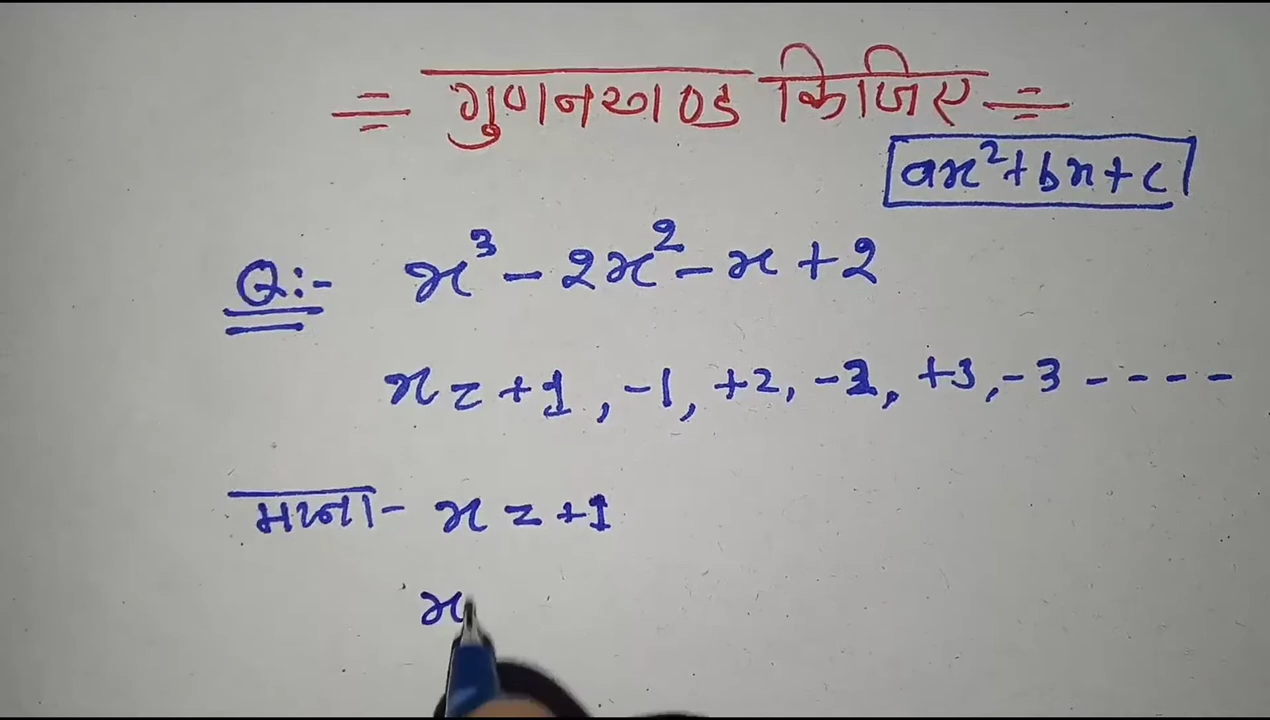 = गुणनखण्ड किजिए =
ax²+bx+c
Q:- x³-2x²-x+2
x = +1, -1, +2, -2, +3, -3 - - - -
माना- x = +1
x